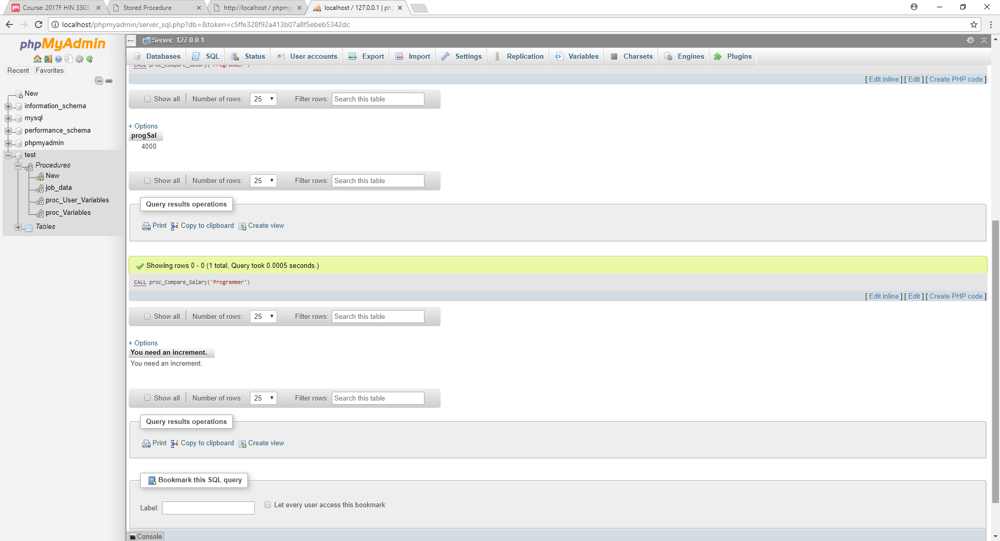 Course: 2017F HIN 3303
Stored Procedure
http://localhost / phpmy
localhost / 127.0.0.1 | ph
localhost/phpmyadmin/server_sql.php?db=&token=c5ffe328f92a413b07a8f5ebeb5342dc
phpMyAdmin
Recent Favorites
New
information_schema
mysql
performance_schema
phpmyadmin
test
Procedures
New
job_data
proc_User_Variables
proc_Variables
Tables
Server: 127.0.0.1
Databases SQL Status User accounts Export Import Settings Replication Variables Charsets Engines Plugins
CALL proc_Compare_Salary('Programmer')
[ Edit inline ] [ Edit ] [ Create PHP code ]
Show all Number of rows: 25 Filter rows: Search this table
+ Options
progSal
4000
Show all Number of rows: 25 Filter rows: Search this table
Query results operations
Print Copy to clipboard Create view
Showing rows 0 - 0 (1 total, Query took 0.0005 seconds.)
CALL proc_Compare_Salary('Programmer')
[ Edit inline ] [ Edit ] [ Create PHP code ]
Show all Number of rows: 25 Filter rows: Search this table
+ Options
You need an increment.
You need an increment.
Show all Number of rows: 25 Filter rows: Search this table
Query results operations
Print Copy to clipboard Create view
Bookmark this SQL query
Label: Let every user access this bookmark
Console